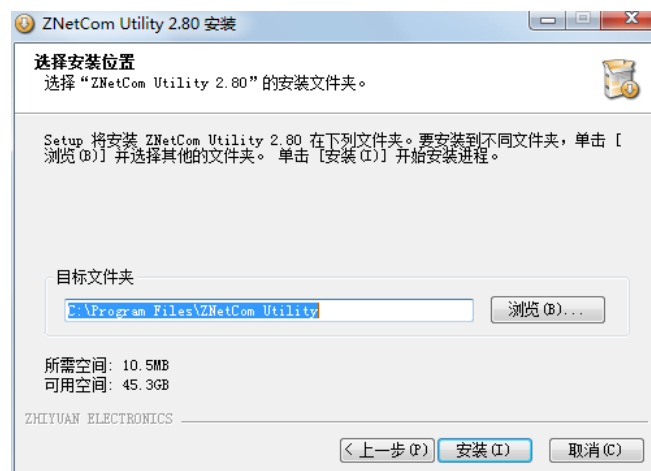 ZNetCom Utility 2.80 安装
选择安装位置
选择“ZNetCom Utility 2.80”的安装文件夹。
Setup 将安装 ZNetCom Utility 2.80 在下列文件夹。要安装到不同文件夹，单击 [
浏览(B)] 并选择其他的文件夹。 单击 [安装(I)] 开始安装进程。
目标文件夹
C:\Program Files\ZNetCom Utility
浏览(B)...
所需空间: 10.5MB
可用空间: 45.3GB
ZHIYUAN ELECTRONICS
<上一步(P) 安装(I) 取消(C)